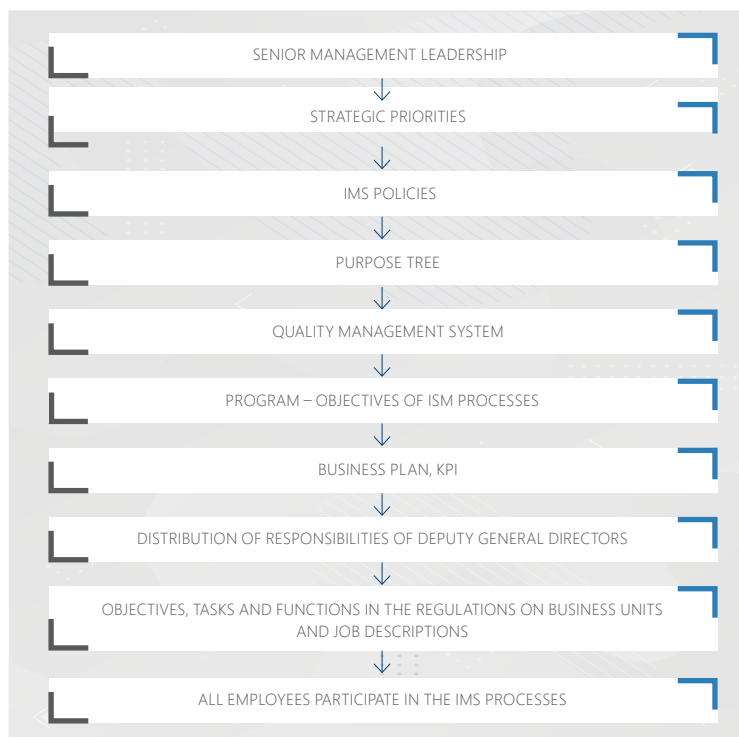 SENIOR MANAGEMENT LEADERSHIP
STRATEGIC PRIORITIES
IMS POLICIES
PURPOSE TREE
QUALITY MANAGEMENT SYSTEM
PROGRAM – OBJECTIVES OF ISM PROCESSES
BUSINESS PLAN, KPI
DISTRIBUTION OF RESPONSIBILITIES OF DEPUTY GENERAL DIRECTORS
OBJECTIVES, TASKS AND FUNCTIONS IN THE REGULATIONS ON BUSINESS UNITS
AND JOB DESCRIPTIONS
ALL EMPLOYEES PARTICIPATE IN THE IMS PROCESSES